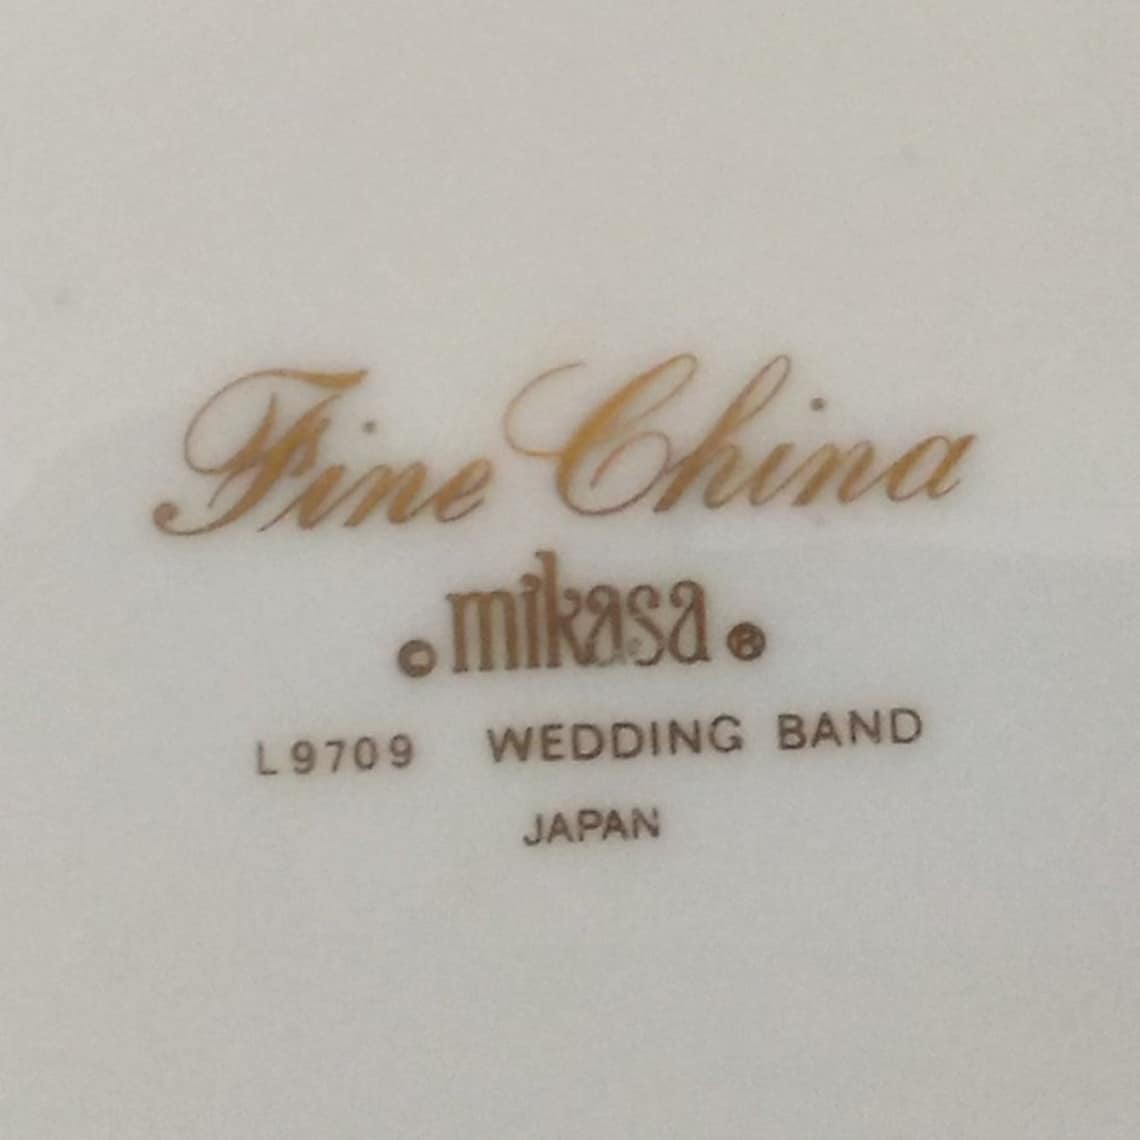 Fine China
© mikasa ®
L9709 WEDDING BAND
JAPAN